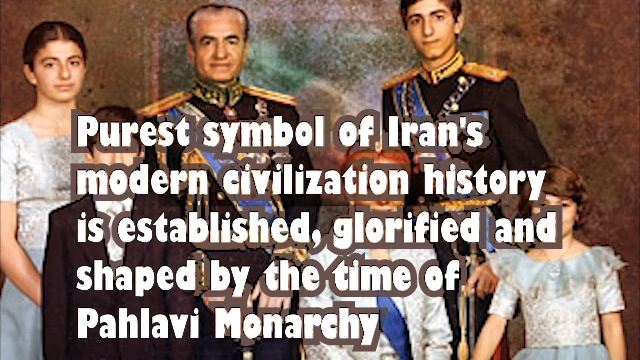 Purest symbol of Iran's
modern civilization history
is established, glorified and
shaped by the time of
Pahlavi Monarchy